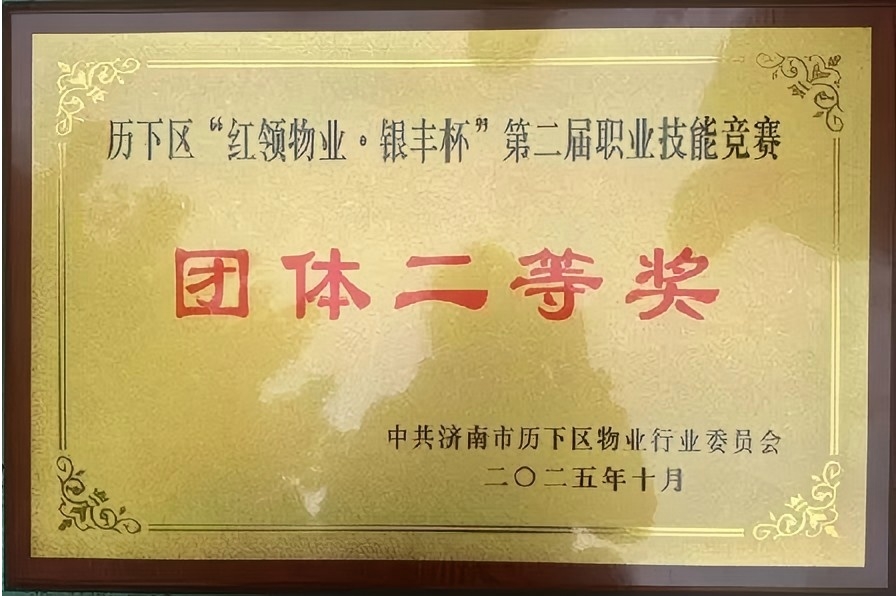 历下区“红领物业·银丰杯”第二届职业技能竞赛
团体二等奖
中共济南市历下区物业行业委员会
二〇二五年十月